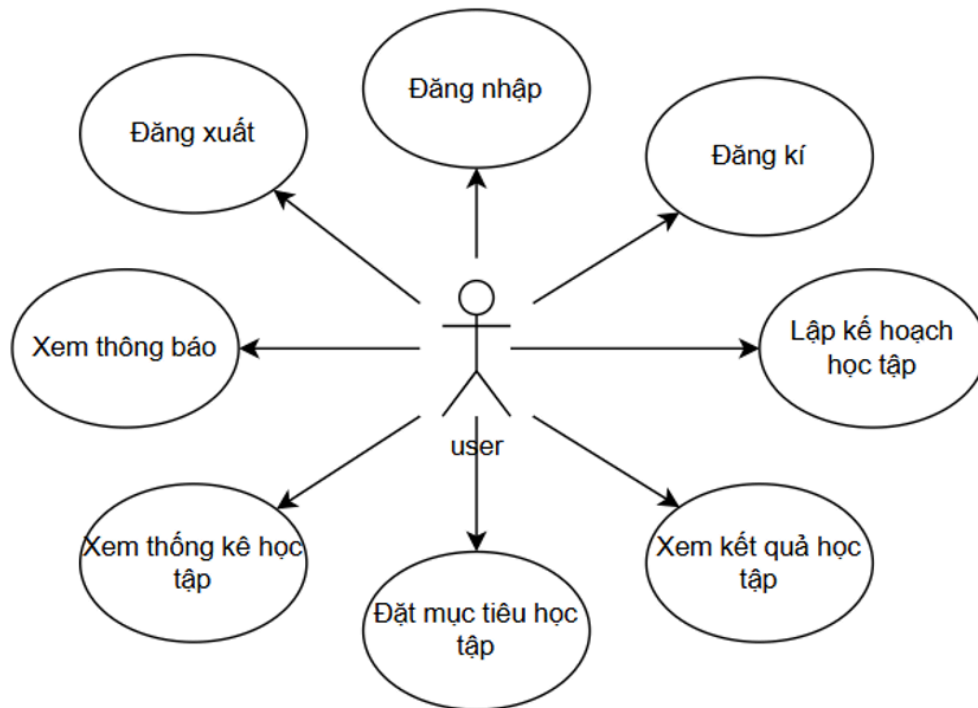 Đăng nhập
Đăng xuất
Đăng kí
Xem thông báo
Lập kế hoạch
học tập
user
Xem thống kê học
tập
Xem kết quả học
tập
Đặt mục tiêu học
tập